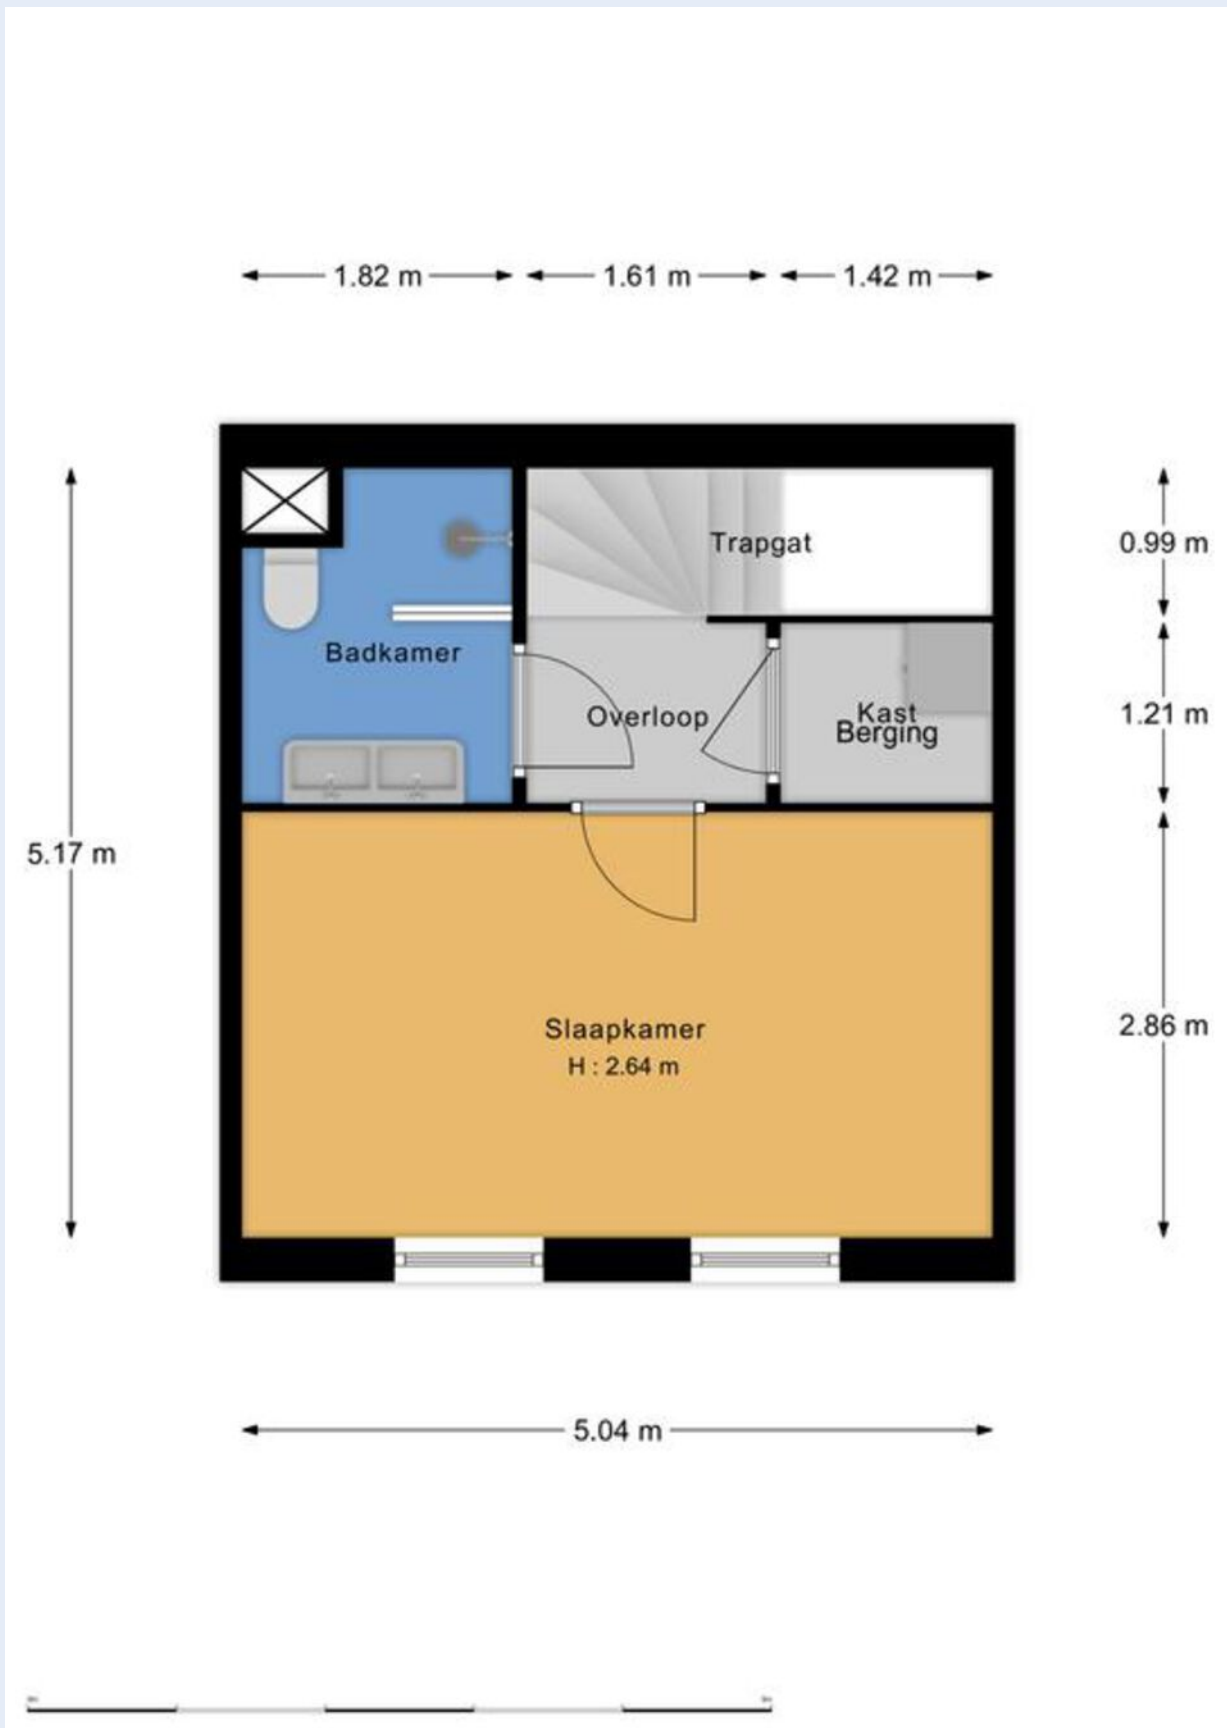 1.82 m
1.61 m
1.42 m
Trapgat
0.99 m
Badkamer
Overloop
Kast
Berging
1.21 m
5.17 m
Slaapkamer
H : 2.64 m
2.86 m
5.04 m